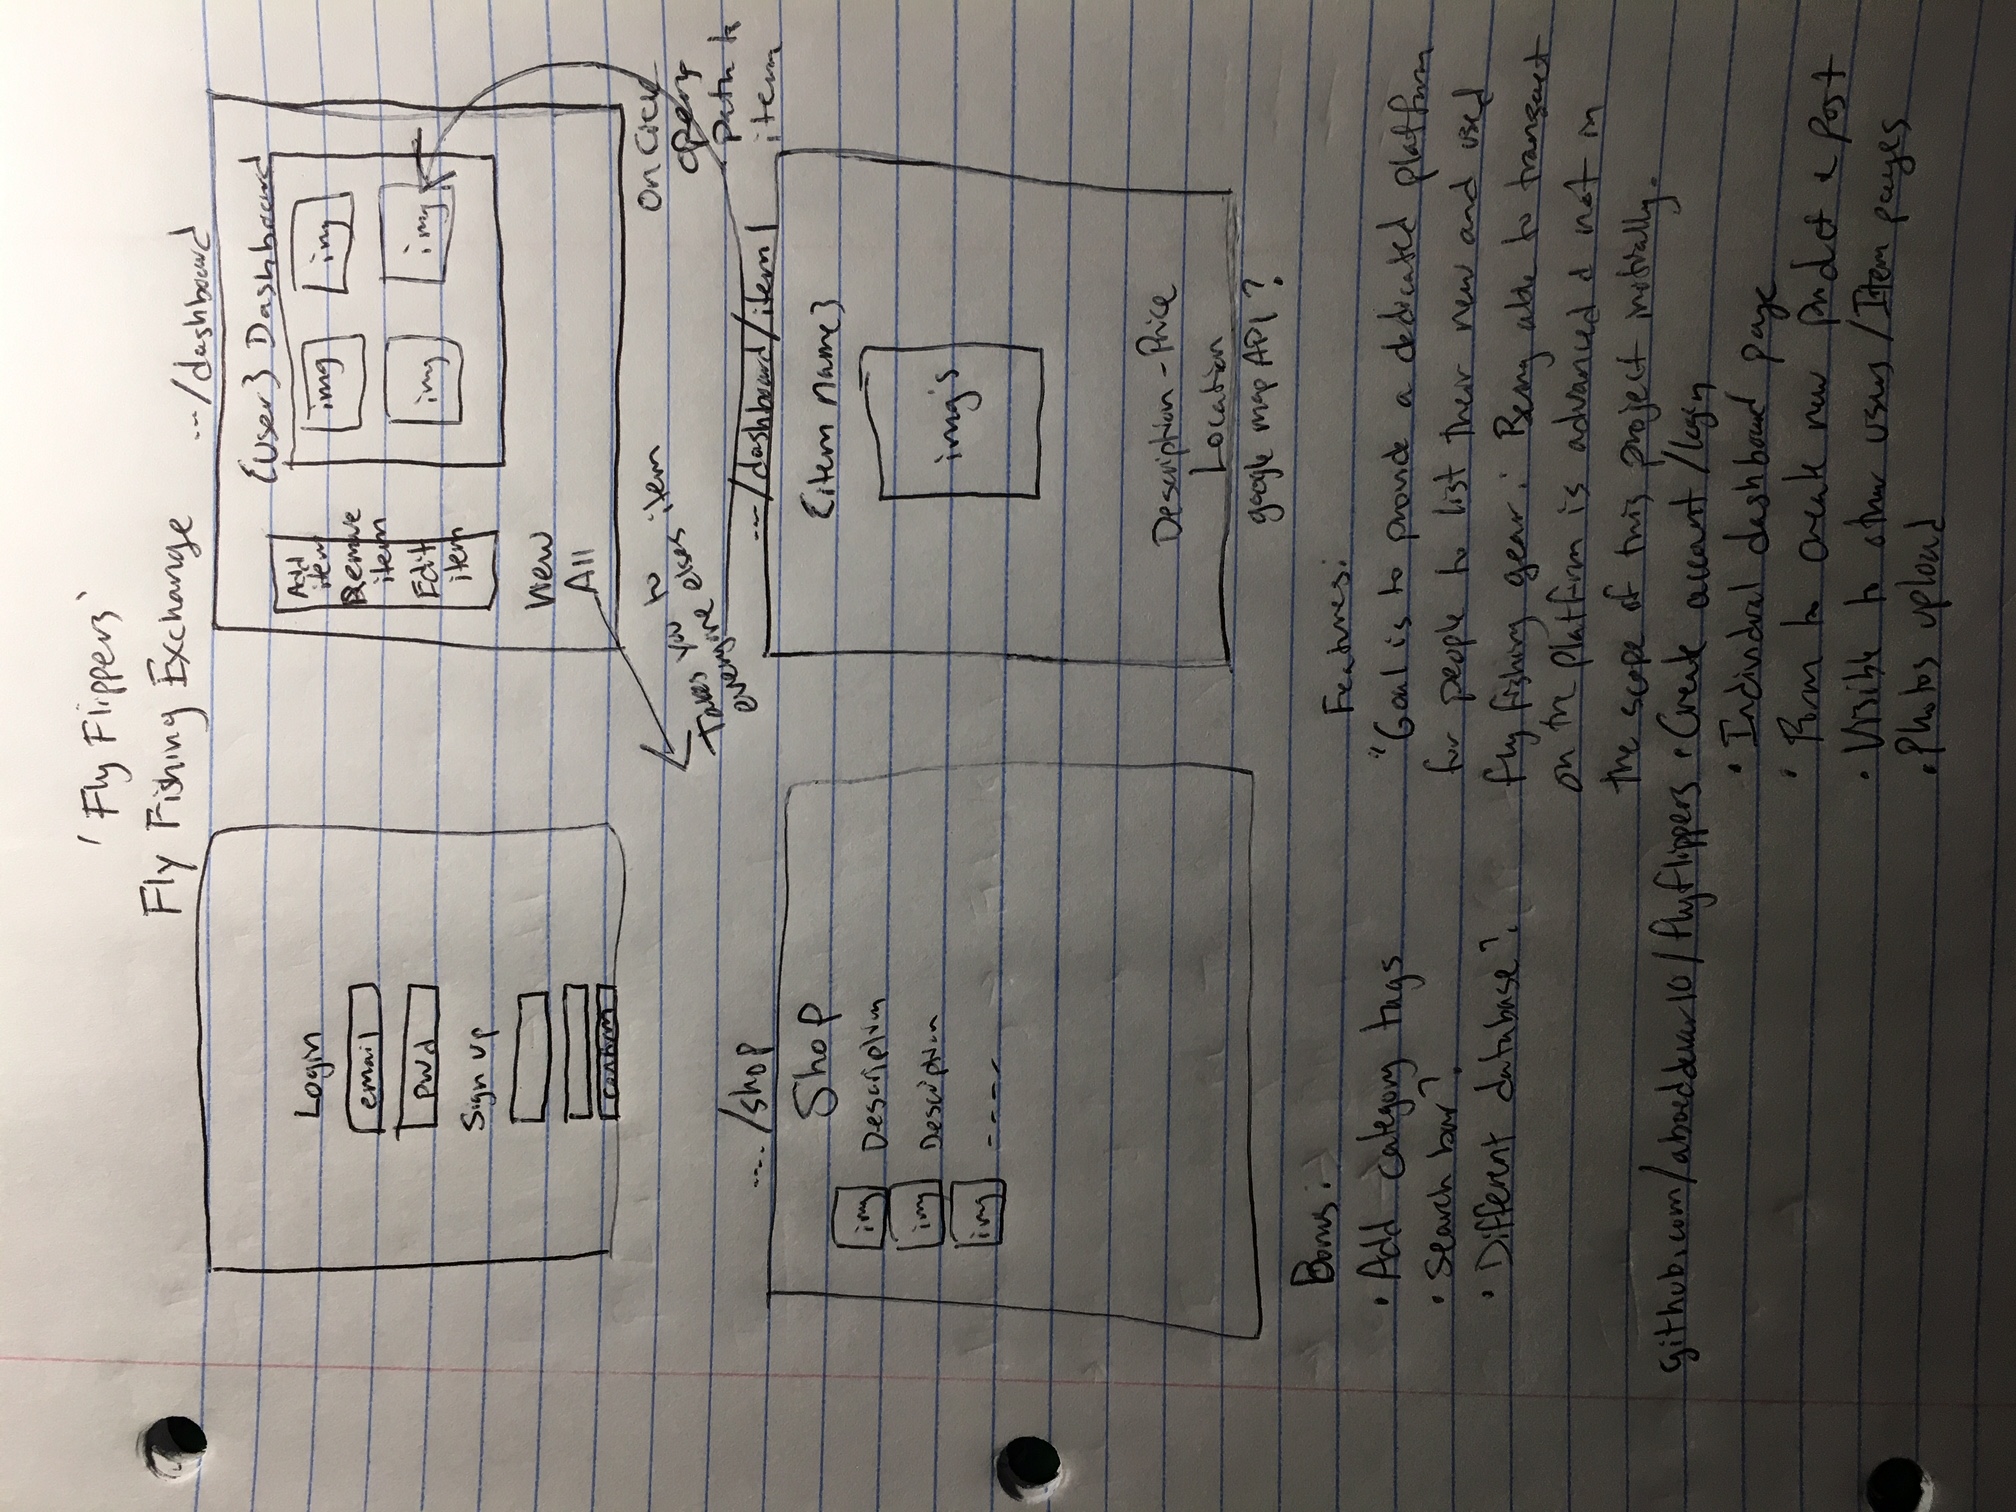 'Fly Flippers'
Fly Fishing Exchange
Login
email
pwd
Sign up
confirm
---/dashboard
{User} Dashboard
Add
item
Remove
item
Edit
item
img
img
img
img
View
All
Takes you to
everyone elses item
On Click
opens
path to
item
..../shop
Shop
img
Description
img
Description
img
----
---/dashboard/item1
{item name}
img's
Description - Price
Location
google map API?
Bonus:
• Add category tags
• Search bar?
• Different database?
Features:
"Goal is to provide a dedicated platform
for people to list their new and used
fly fishing gear. Being able to transact
on the platform is advanced & not in
the scope of this project initially.
github.com/ /flyflippers
• Create account/login
• Individual dashboard page
• Form to create new product & post
• Visible to other users/Item pages
• Photos upload